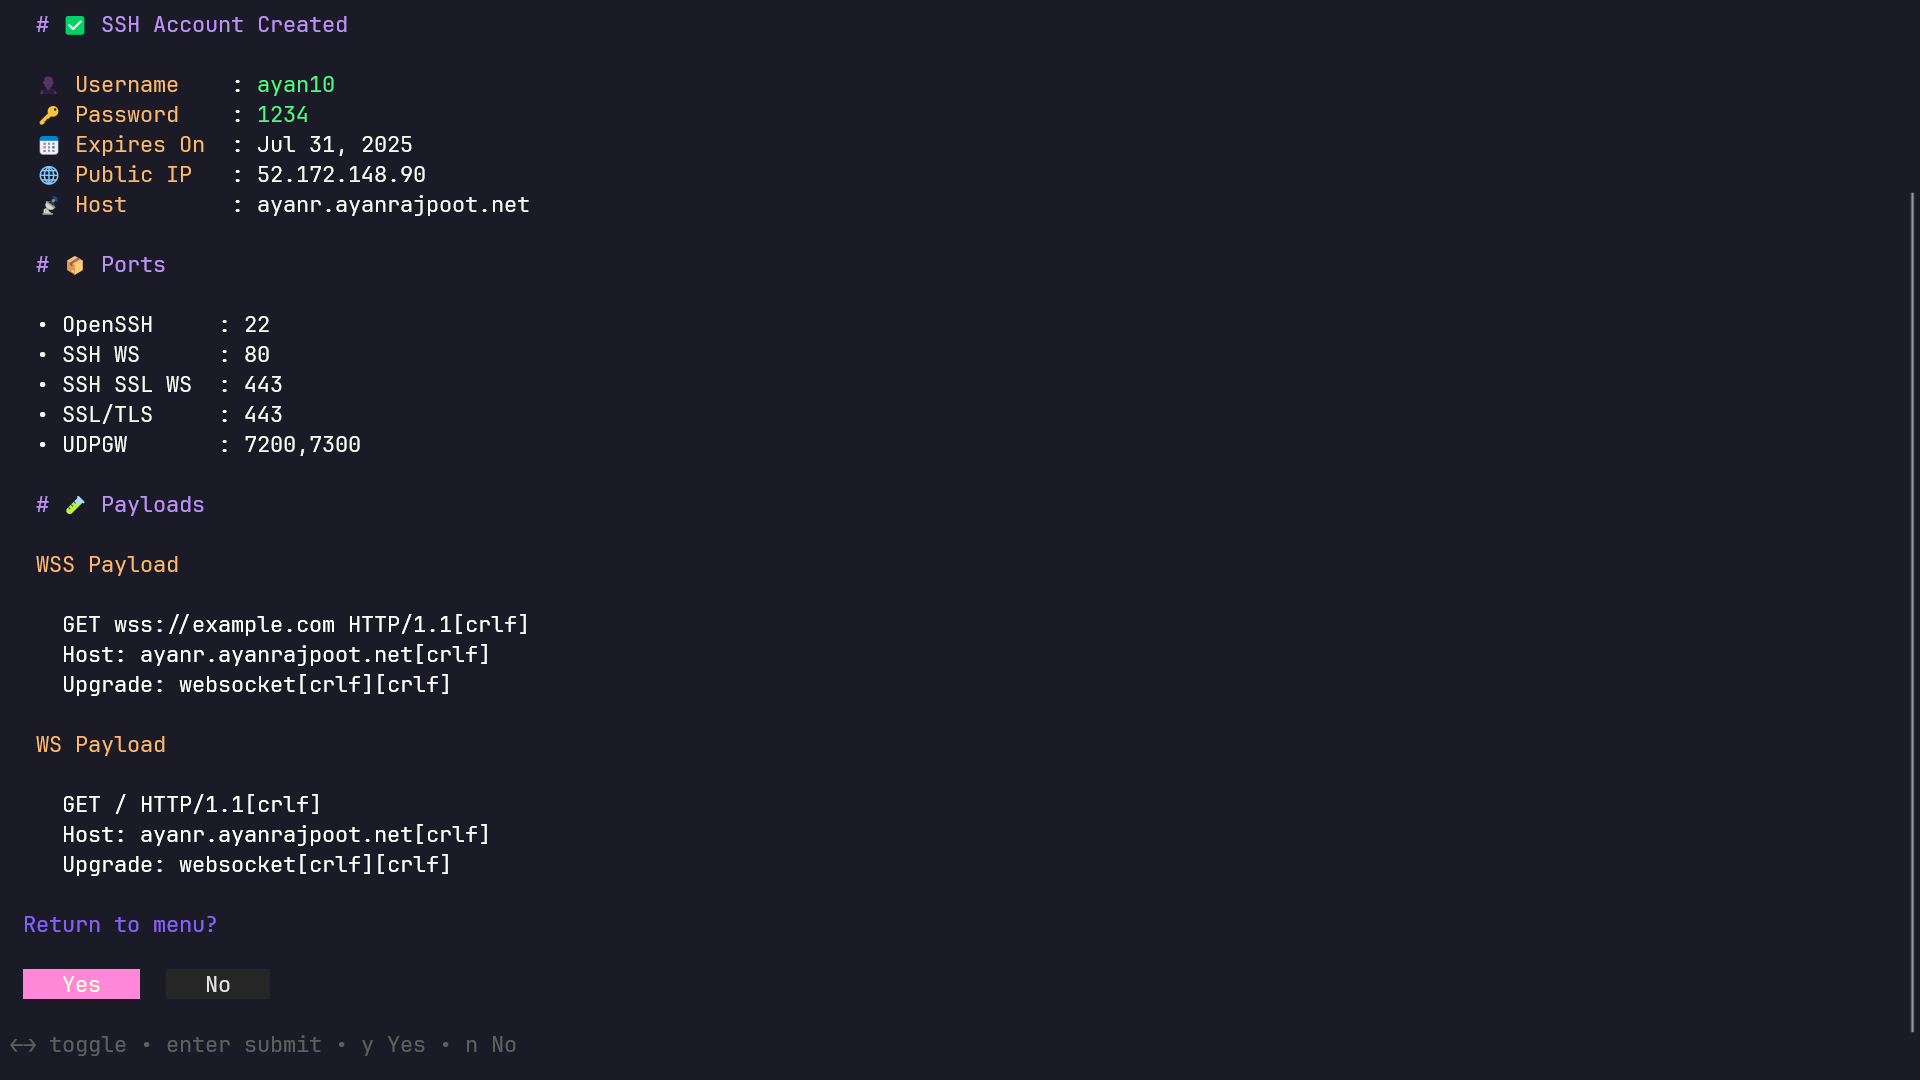 # ✅ SSH Account Created
👤 Username : ayan10
🔑 Password : 1234
📅 Expires On : Jul 31, 2025
🌐 Public IP : 52.172.148.90
📡 Host : ayanr.ayanrajpoot.net
# 📦 Ports
• OpenSSH : 22
• SSH WS : 80
• SSH SSL WS : 443
• SSL/TLS : 443
• UDPGW : 7200,7300
# 🧪 Payloads
WSS Payload
GET wss://example.com HTTP/1.1[crlf]
Host: ayanr.ayanrajpoot.net[crlf]
Upgrade: websocket[crlf][crlf]
WS Payload
GET / HTTP/1.1[crlf]
Host: ayanr.ayanrajpoot.net[crlf]
Upgrade: websocket[crlf][crlf]
Return to menu?
Yes No
←→ toggle • enter submit • y Yes • n No